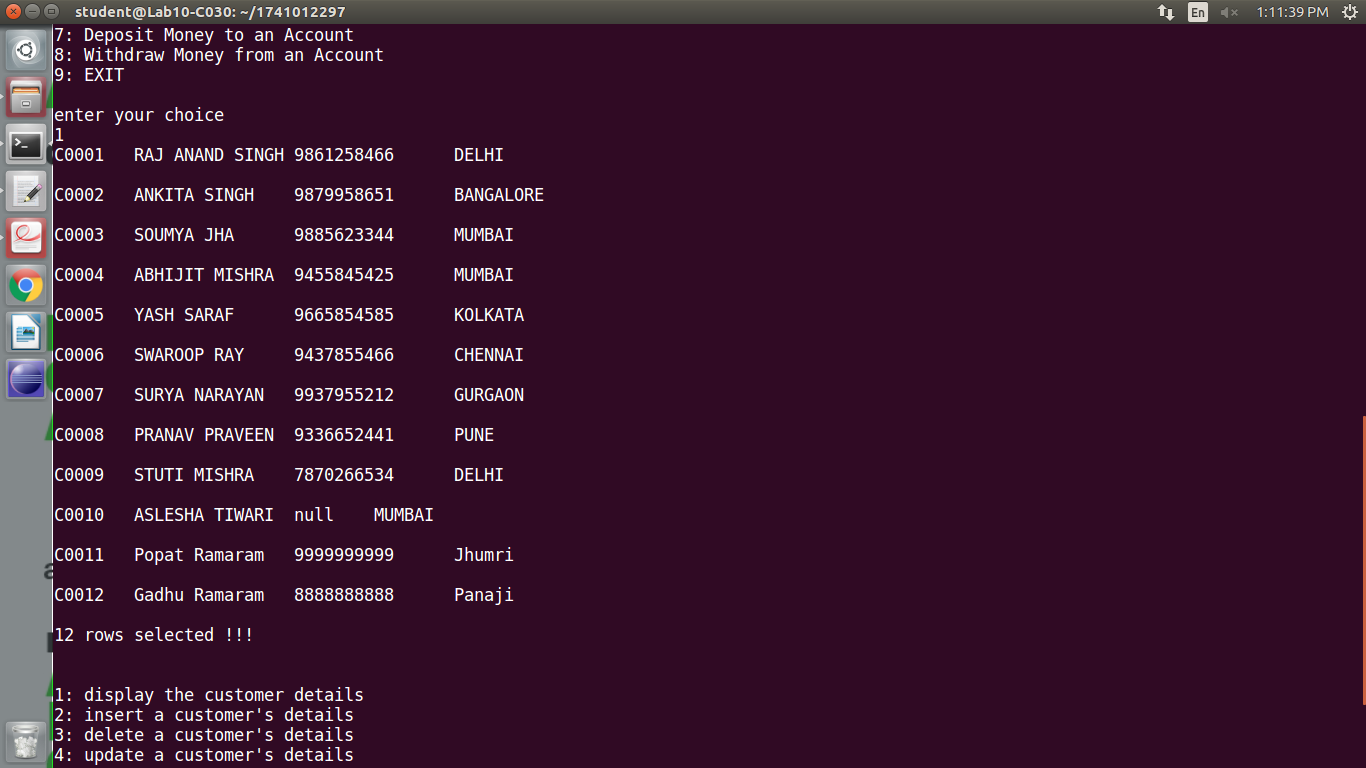 student@Lab10-C030: ~/1741012297
En
1:11:39 PM
7: Deposit Money to an Account
8: Withdraw Money from an Account
9: EXIT
enter your choice
1
C0001 RAJ ANAND SINGH 9861258466 DELHI
C0002 ANKITA SINGH 9879958651 BANGALORE
C0003 SOUMYA JHA 9885623344 MUMBAI
C0004 ABHIJIT MISHRA 9455845425 MUMBAI
C0005 YASH SARAF 9665854585 KOLKATA
C0006 SWAROOP RAY 9437855466 CHENNAI
C0007 SURYA NARAYAN 9937955212 GURGAON
C0008 PRANAV PRAVEEN 9336652441 PUNE
C0009 STUTI MISHRA 7870266534 DELHI
C0010 ASLESHA TIWARI null MUMBAI
C0011 Popat Ramaram 9999999999 Jhumri
C0012 Gadhu Ramaram 8888888888 Panaji
12 rows selected !!!
1: display the customer details
2: insert a customer's details
3: delete a customer's details
4: update a customer's details